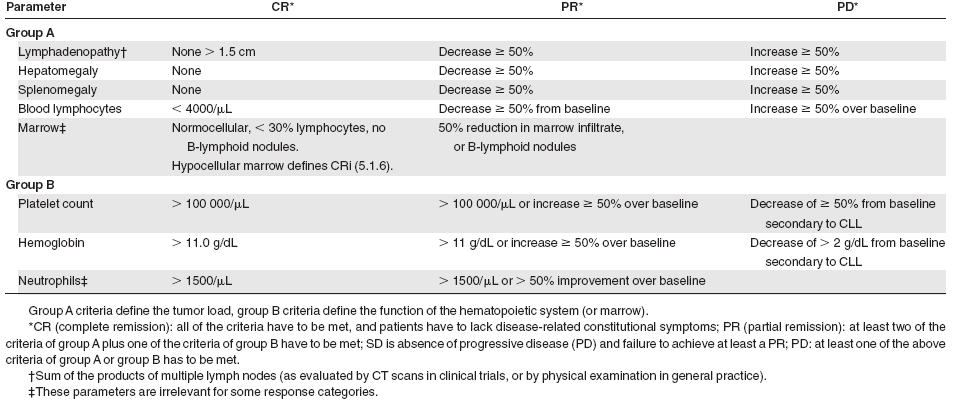 Parameter CR* PR* PD*
Group A
Lymphadenopathy† None > 1.5 cm Decrease ≥ 50% Increase ≥ 50%
Hepatomegaly None Decrease ≥ 50% Increase ≥ 50%
Splenomegaly None Decrease ≥ 50% Increase ≥ 50%
Blood lymphocytes < 4000/μL Decrease ≥ 50% from baseline Increase ≥ 50% over baseline
Marrow‡ Normocellular, < 30% lymphocytes, no 50% reduction in marrow infiltrate,
B-lymphoid nodules. or B-lymphoid nodules
Hypocellular marrow defines CRi (5.1.6).
Group B
Platelet count > 100 000/μL > 100 000/μL or increase ≥ 50% over baseline Decrease of ≥ 50% from baseline
secondary to CLL
Hemoglobin > 11.0 g/dL > 11 g/dL or increase ≥ 50% over baseline Decrease of > 2 g/dL from baseline
secondary to CLL
Neutrophils‡ > 1500/μL > 1500/μL or > 50% improvement over baseline
Group A criteria define the tumor load, group B criteria define the function of the hematopoietic system (or marrow).
*CR (complete remission): all of the criteria have to be met, and patients have to lack disease-related constitutional symptoms; PR (partial remission): at least two of the
criteria of group A plus one of the criteria of group B have to be met; SD is absence of progressive disease (PD) and failure to achieve at least a PR; PD: at least one of the above
criteria of group A or group B has to be met.
†Sum of the products of multiple lymph nodes (as evaluated by CT scans in clinical trials, or by physical examination in general practice).
‡These parameters are irrelevant for some response categories.